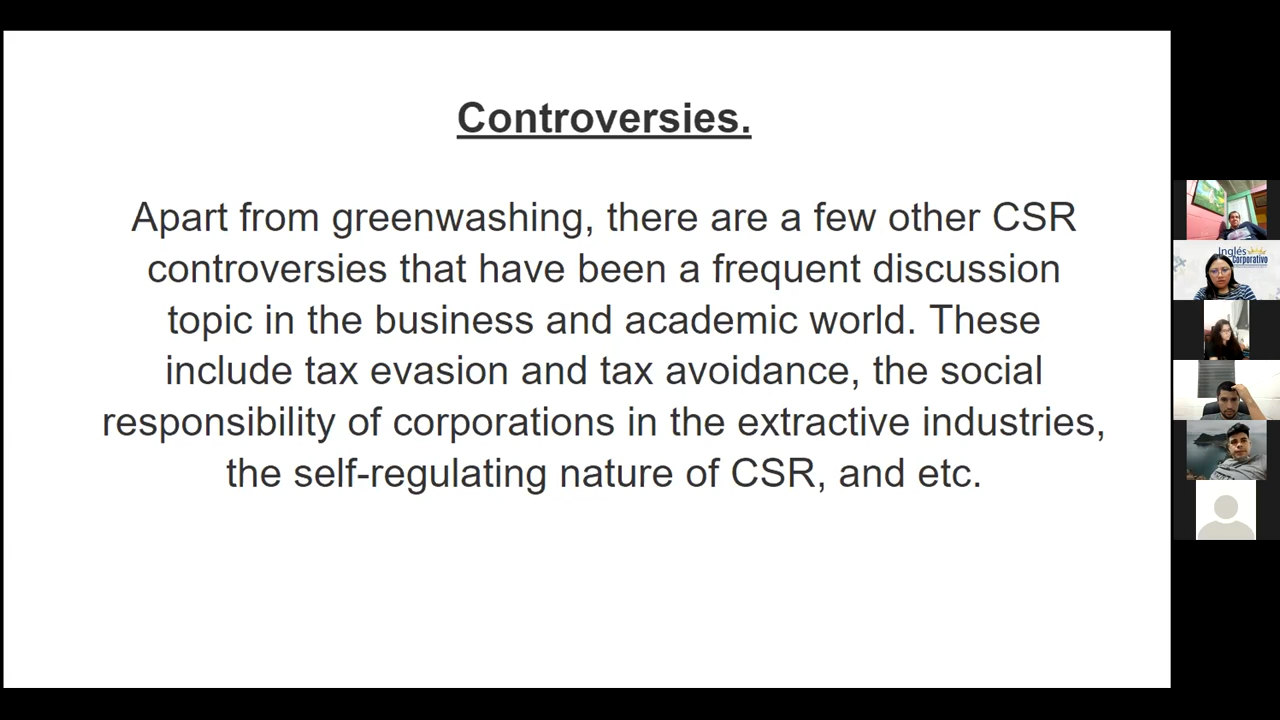 Controversies.
Apart from greenwashing, there are a few other CSR
controversies that have been a frequent discussion
topic in the business and academic world. These
include tax evasion and tax avoidance, the social
responsibility of corporations in the extractive industries,
the self-regulating nature of CSR, and etc.
Inglés
Corporativo